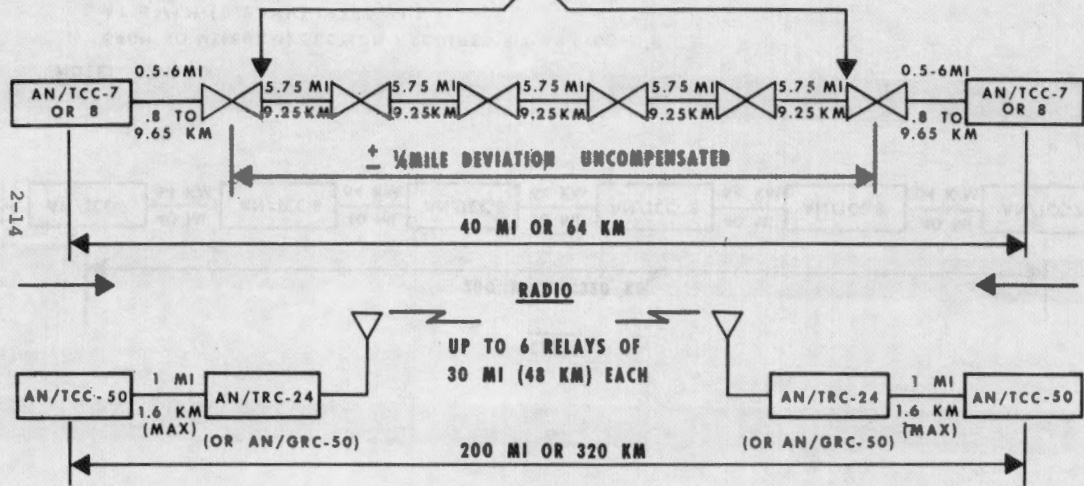 0.5-6MI
5.75 MI
5.75 MI
5.75 MI
5.75 MI
5.75 MI
0.5-6MI
AN/TCC-7
OR 8
AN/TCC-7
OR 8
.8 TO
9.65 KM
9.25KM
9.25KM
9.25KM
9.25KM
9.25KM
.8 TO
9.65 KM
± ¼MILE DEVIATION UNCOMPENSATED
2-14
40 MI OR 64 KM
RADIO
UP TO 6 RELAYS OF
30 MI (48 KM) EACH
AN/TCC-50
1 MI
1.6 KM
(MAX)
AN/TRC-24
(OR AN/GRC-50)
AN/TRC-24
(OR AN/GRC-50)
1 MI
1.6 KM
(MAX)
AN/TCC-50
200 MI OR 320 KM